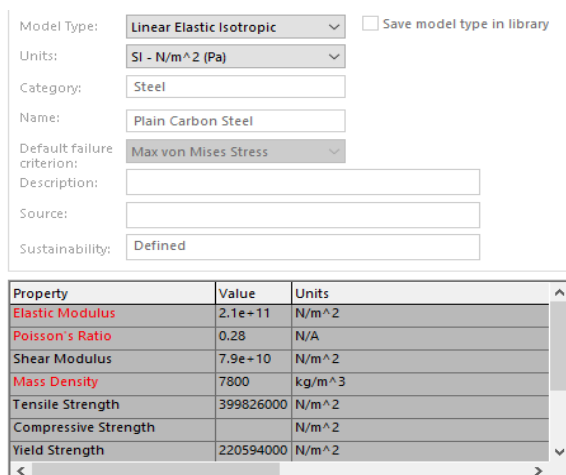 Model Type: Linear Elastic Isotropic Save model type in library
Units: SI - N/m^2 (Pa)
Category: Steel
Name: Plain Carbon Steel
Default failure criterion: Max von Mises Stress
Description:
Source:
Sustainability: Defined
Property Value Units
Elastic Modulus 2.1e+11 N/m^2
Poisson's Ratio 0.28 N/A
Shear Modulus 7.9e+10 N/m^2
Mass Density 7800 kg/m^3
Tensile Strength 399826000 N/m^2
Compressive Strength N/m^2
Yield Strength 220594000 N/m^2